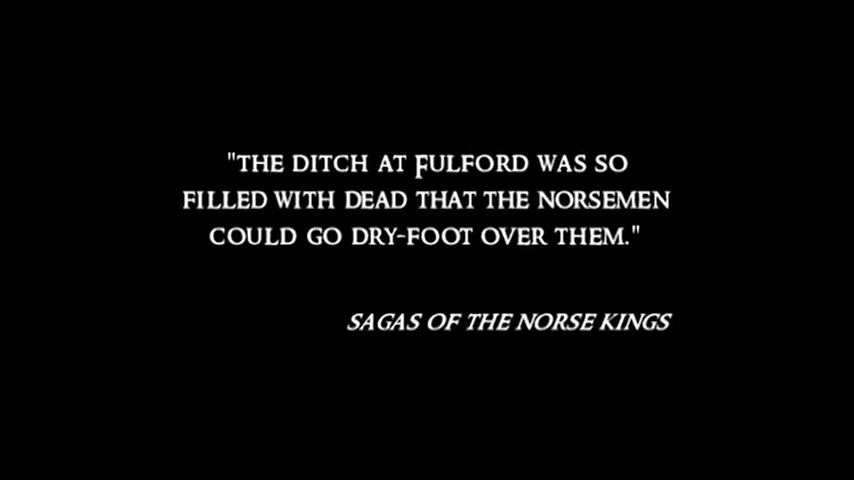 "THE DITCH AT FULFORD WAS SO
FILLED WITH DEAD THAT THE NORSEMEN
COULD GO DRY-FOOT OVER THEM."
SAGAS OF THE NORSE KINGS